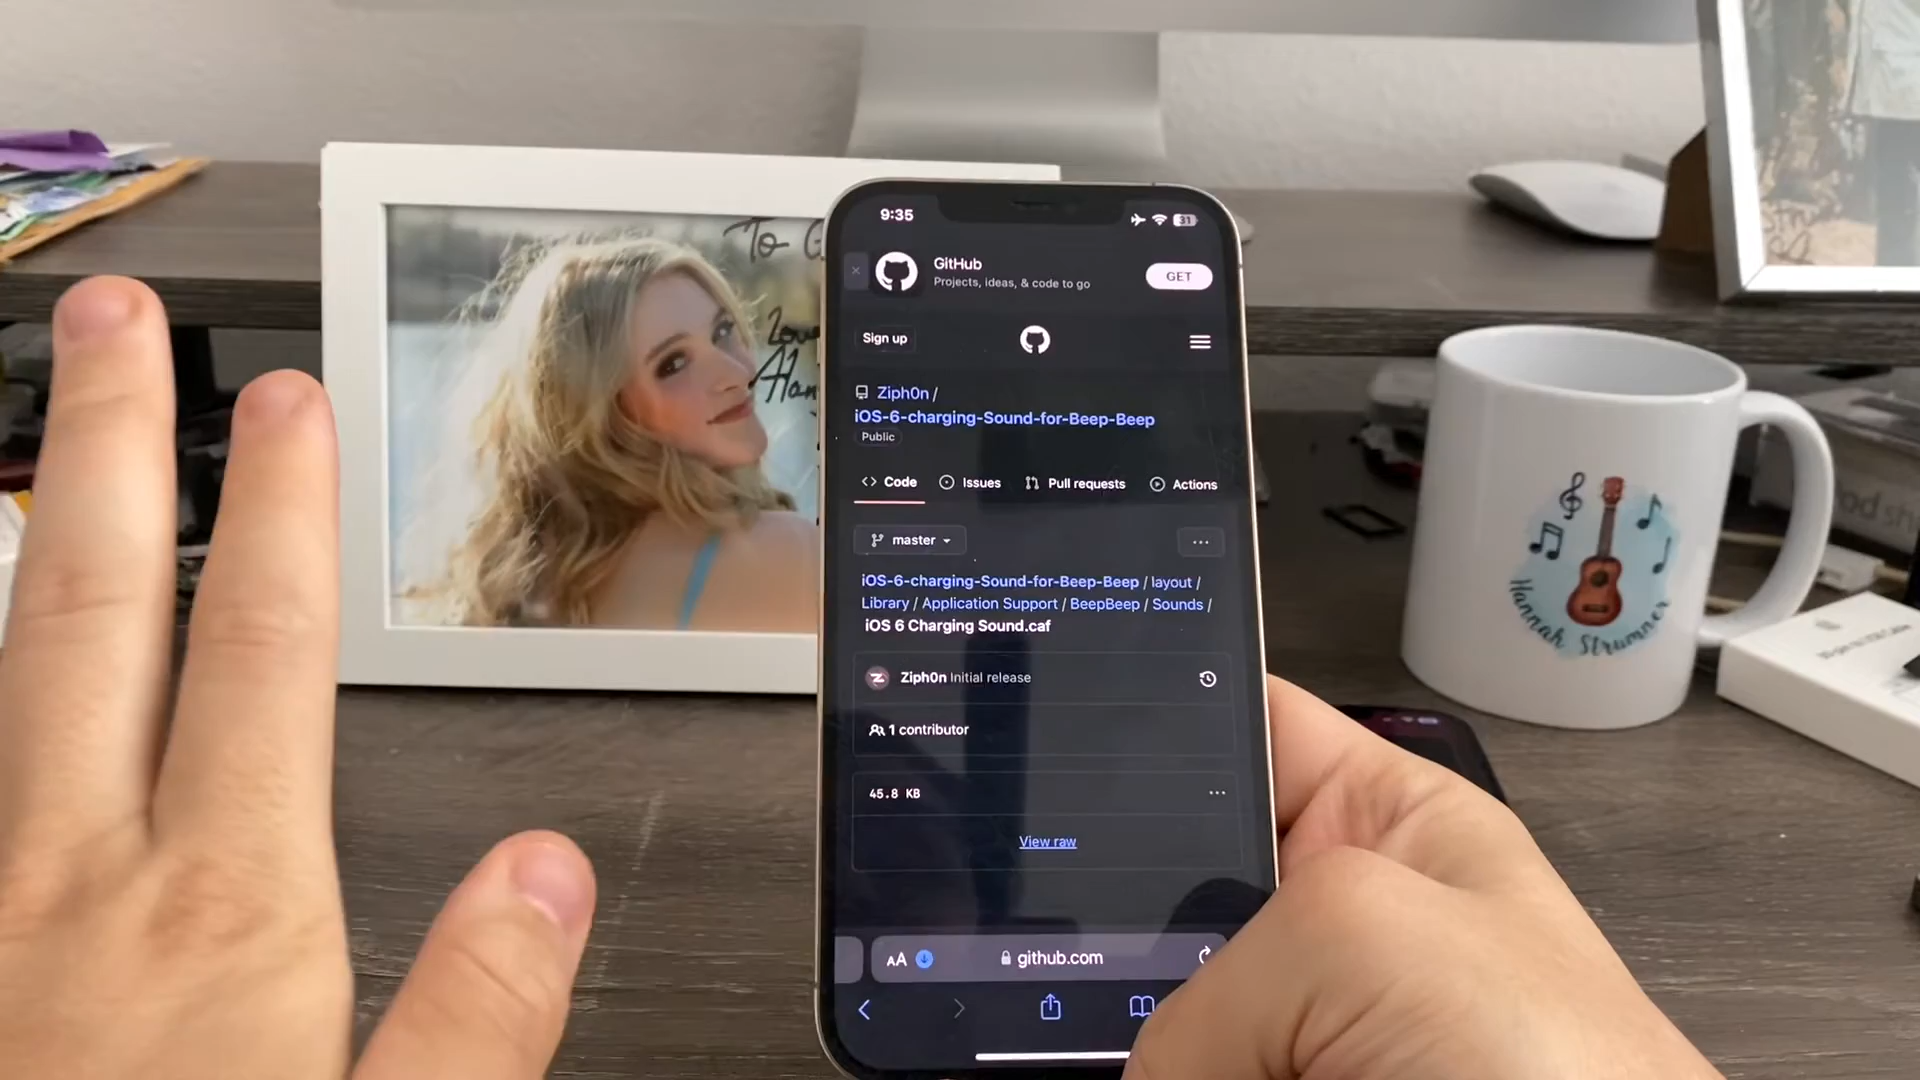 To
Love
9:35
31
GitHub
Projects, ideas, & code to go
GET
Sign up
Ziph0n /
iOS-6-charging-Sound-for-Beep-Beep
Public
Code
Issues
Pull requests
Actions
master
iOS-6-charging-Sound-for-Beep-Beep / layout /
Library / Application Support / BeepBeep / Sounds /
iOS 6 Charging Sound.caf
Ziph0n Initial release
1 contributor
45.8 KB
View raw
AA
github.com
Hannah Strumner